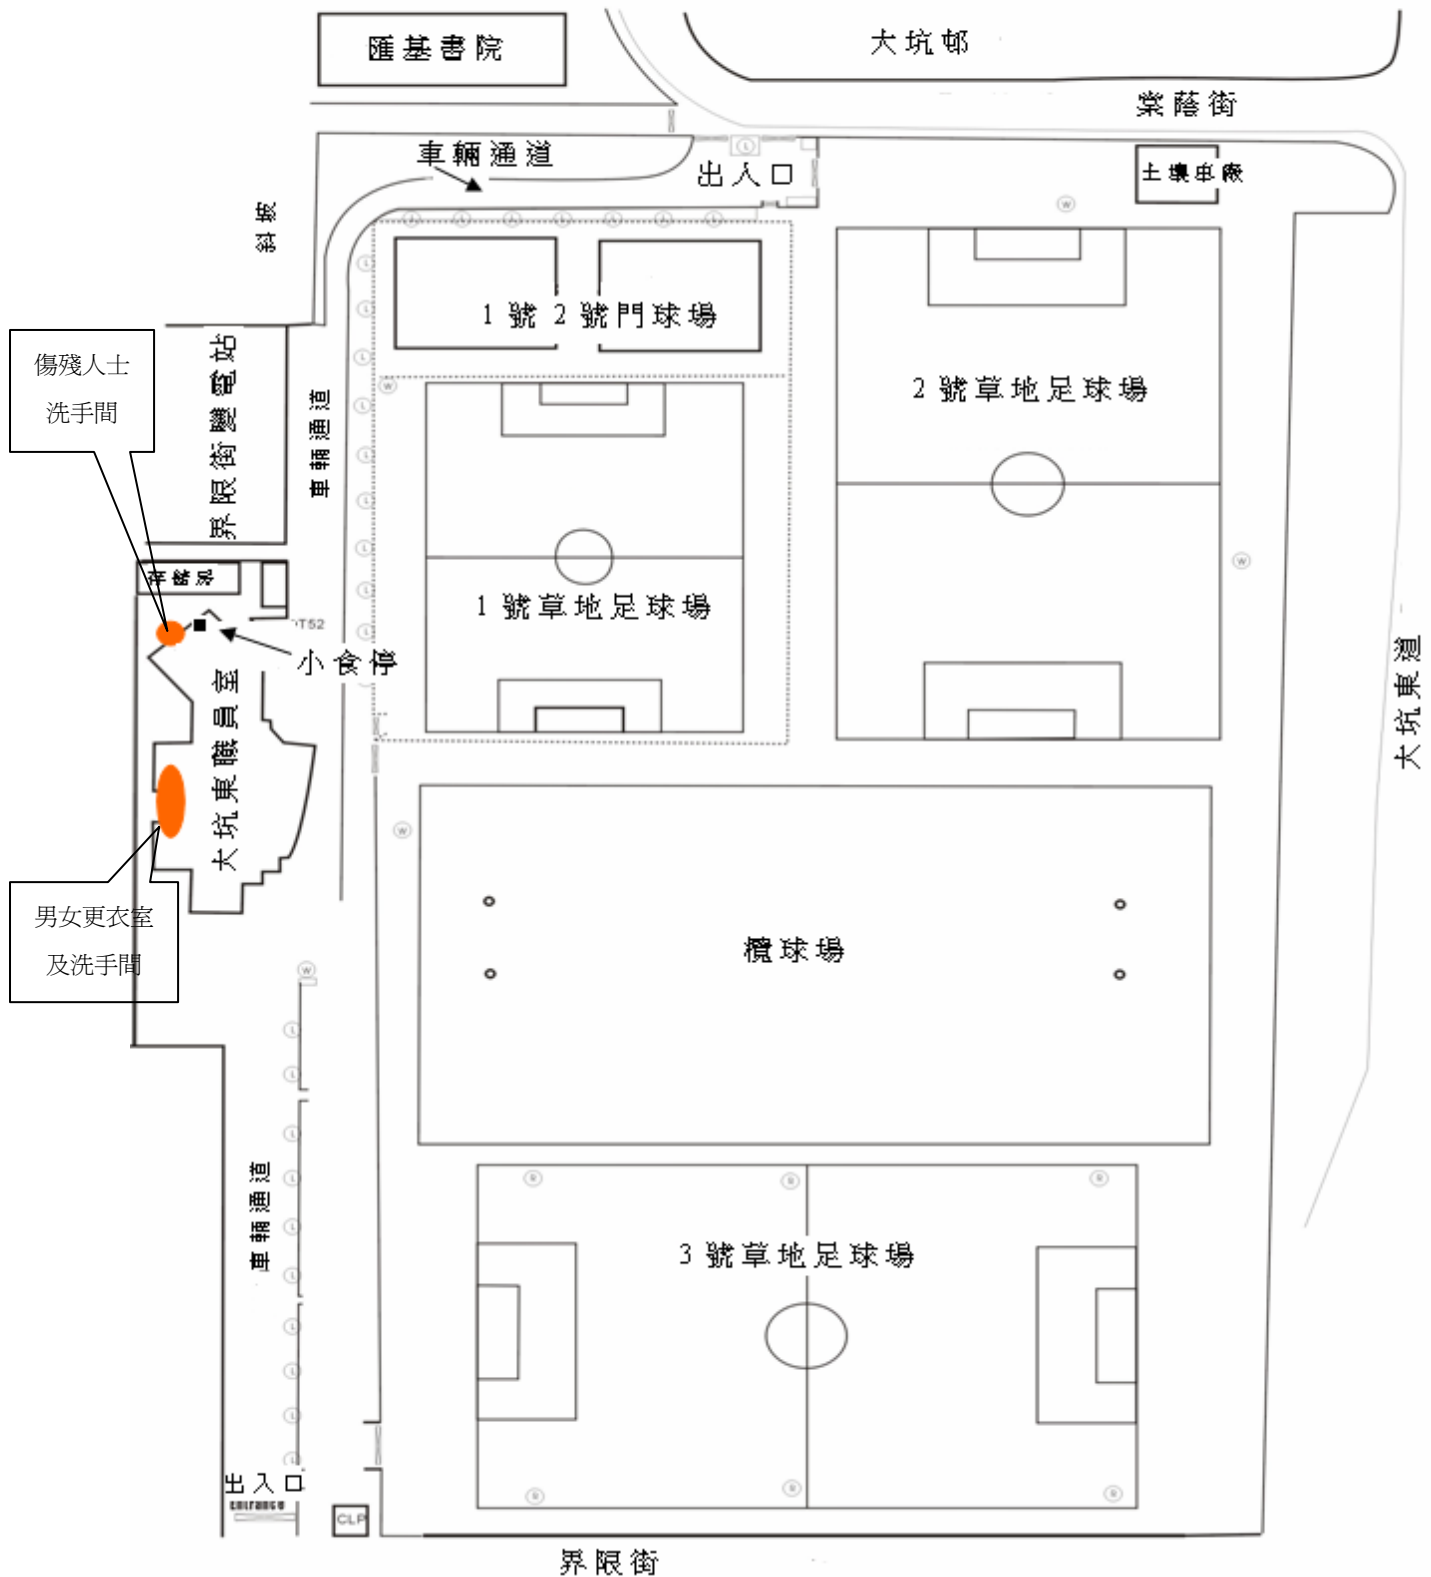 匯基書院
大坑邨
棠蔭街
車輛通道
出入口
土壤車廠
斜坡
1號2號門球場
傷殘人士
洗手間
界限街變電站
車輛通道
2號草地足球場
1號草地足球場
T52
小食亭
大坑東職員室
大坑東道
男女更衣室
及洗手間
欖球場
車輛通道
3號草地足球場
出入口
Entrance
CLP
界限街